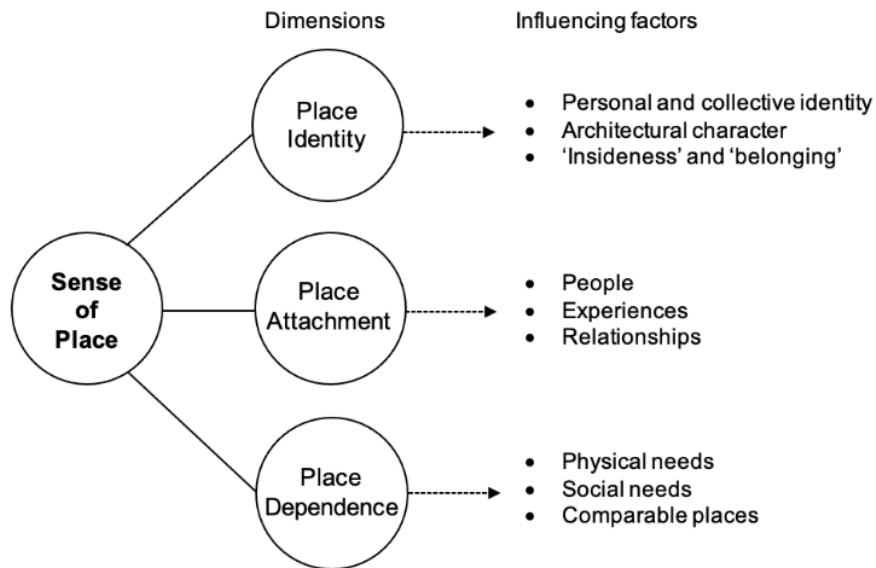 Dimensions
Influencing factors
Place
Identity
• Personal and collective identity
• Architectural character
• ‘Insideness’ and ‘belonging’
Sense
of
Place
Place
Attachment
• People
• Experiences
• Relationships
Place
Dependence
• Physical needs
• Social needs
• Comparable places